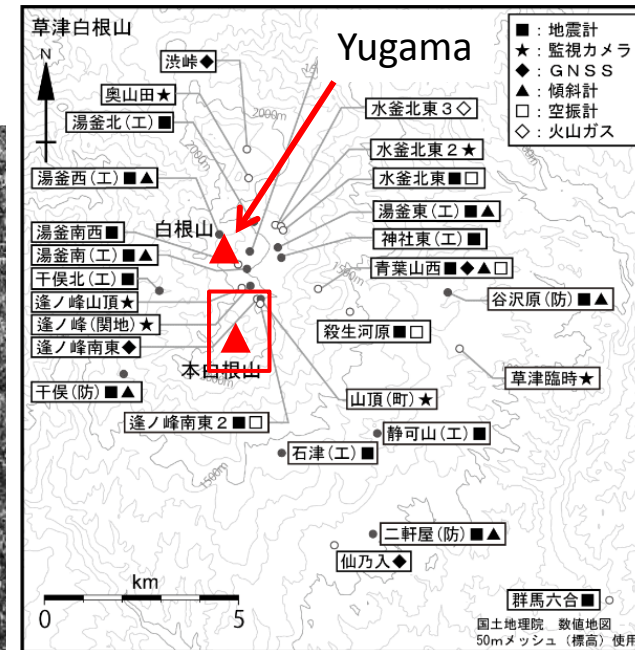 草津白根山
Yugama
■：地震計
★：監視カメラ
◆：ＧＮＳＳ
▲：傾斜計
□：空振計
◇：火山ガス
N
渋峠◆
奥山田★
湯釜北(工)■
湯釜西(工)■▲
白根山
湯釜南西■
湯釜南(工)■▲
干俣北(工)■
逢ノ峰山頂★
逢ノ峰(関地)★
逢ノ峰南東◆
本白根山
干俣(防)■▲
逢ノ峰南東２■□
水釜北東３◇
水釜北東２★
水釜北東■□
湯釜東(工)■▲
神社東(工)■
青葉山西■◆▲□
谷沢原(防)■▲
殺生河原■□
草津臨時★
山頂(町)★
静可山(工)■
石津(工)■
二軒屋(防)■▲
仙乃入◆
群馬六合■
2000m
2000m
1500m
1500m
km
0 5
国土地理院 数値地図
50mメッシュ（標高）使用